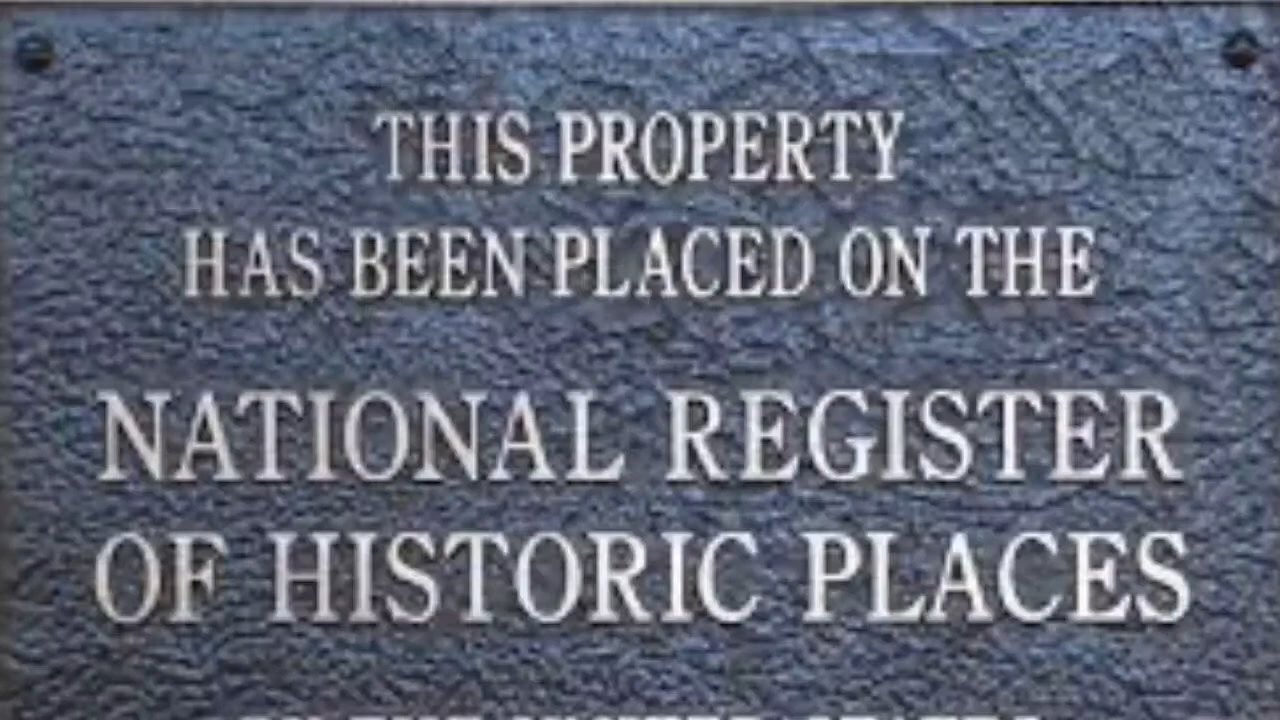 THIS PROPERTY
HAS BEEN PLACED ON THE
NATIONAL REGISTER
OF HISTORIC PLACES